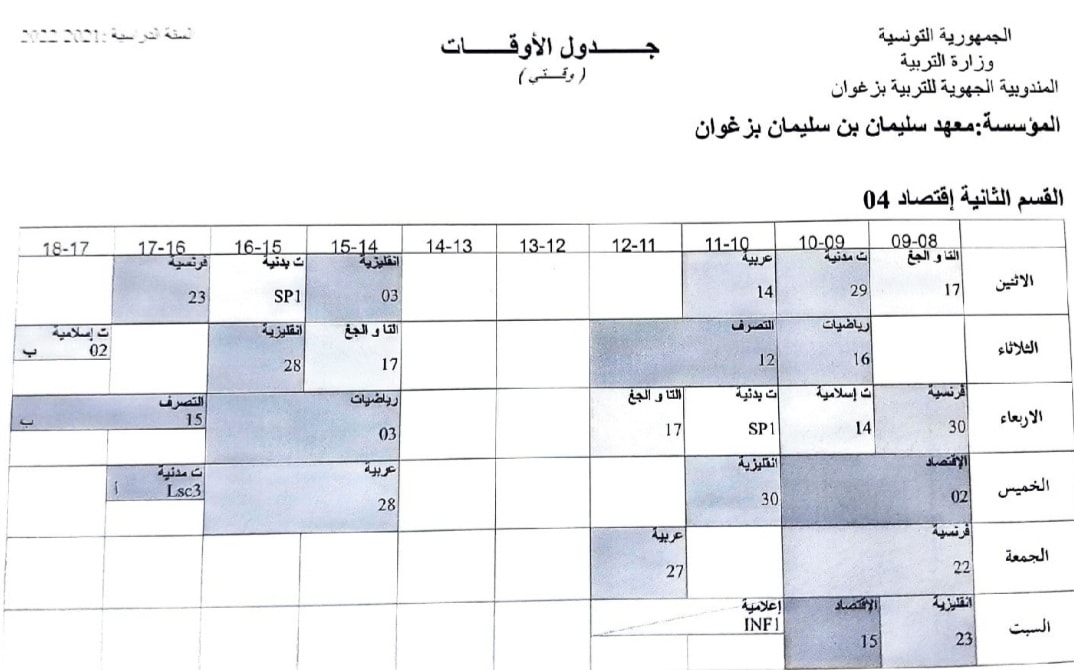 الجمهورية التونسية
وزارة التربية
المندوبية الجهوية للتربية بزغوان
المؤسسة:معهد سليمان بن سليمان بزغوان
جدول الأوقات
(وقتي)
السنة الدراسية :2021 2022
القسم الثانية إقتصاد 04
09-08 10-09 11-10 12-11 13-12 14-13 15-14 16-15 17-16 18-17
الاثنين
التا و الجغ ت مدنية عربية انقليزية ت بدنية فرنسية
17 29 14 03 SP1 23
الثلاثاء
رياضيات التصرف التا و الجغ انقليزية ت إسلامية
16 12 17 28 02 ب
الاربعاء
فرنسية ت إسلامية ت بدنية التا و الجغ رياضيات التصرف
30 14 SP1 17 03 15 ب
الخميس
الإقتصاد انقليزية عربية ت مدنية
02 30 28 Lsc3 أ
الجمعة
فرنسية عربية
22 27
السبت
انقليزية الإقتصاد إعلامية
23 15 INF1